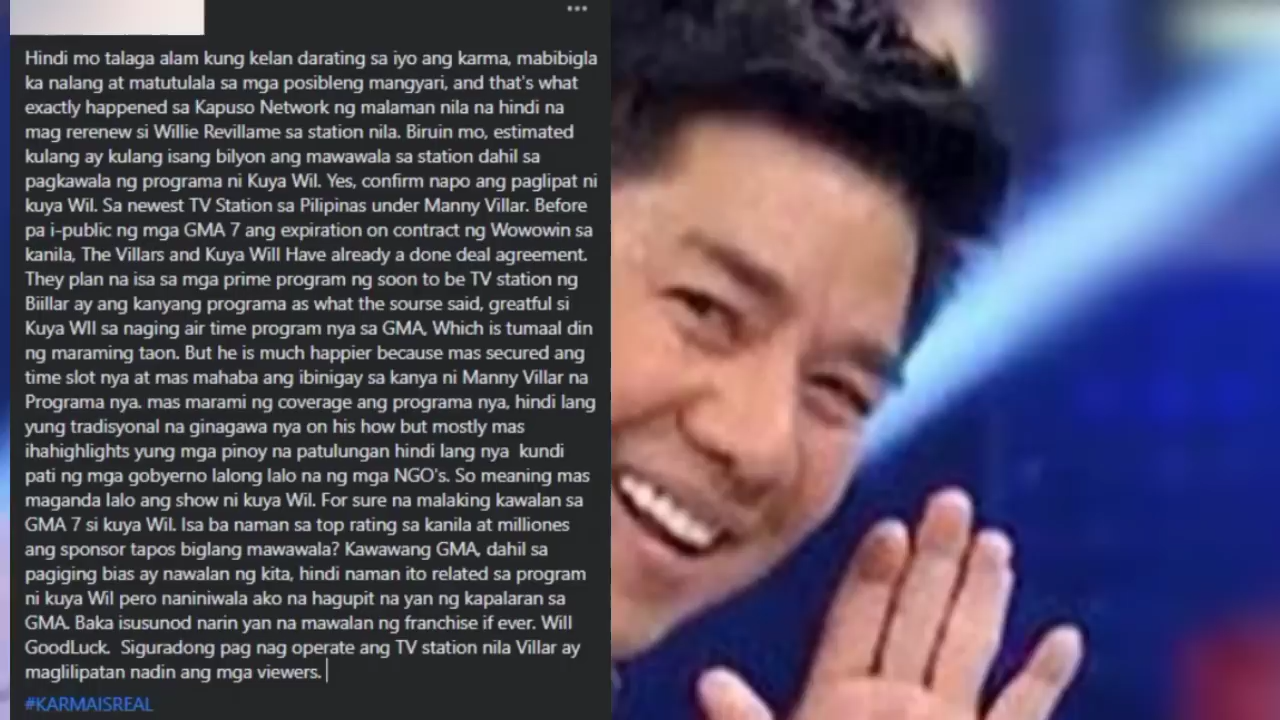 Hindi mo talaga alam kung kelan darating sa iyo ang karma, mabibigla
ka nalang at matutulala sa mga posibleng mangyari, and that's what
exactly happened sa Kapuso Network ng malaman nila na hindi na
mag rerenew si Willie Revillame sa station nila. Biruin mo, estimated
kulang ay kulang isang bilyon ang mawawala sa station dahil sa
pagkawala ng programa ni Kuya Wil. Yes, confirm napo ang paglipat ni
kuya Wil. Sa newest TV Station sa Pilipinas under Manny Villar. Before
pa i-public ng mga GMA 7 ang expiration on contract ng Wowowin sa
kanila, The Villars and Kuya Will Have already a done deal agreement.
They plan na isa sa mga prime program ng soon to be TV station ng
Biillar ay ang kanyang programa as what the sourse said, greatful si
Kuya WIl sa naging air time program nya sa GMA, Which is tumaal din
ng maraming taon. But he is much happier because mas secured ang
time slot nya at mas mahaba ang ibinigay sa kanya ni Manny Villar na
Programa nya. mas marami ng coverage ang programa nya, hindi lang
yung tradisyonal na ginagawa nya on his how but mostly mas
ihahighlights yung mga pinoy na patulungan hindi lang nya  kundi
pati ng mga gobyerno lalong lalo na ng mga NGO's. So meaning mas
maganda lalo ang show ni kuya Wil. For sure na malaking kawalan sa
GMA 7 si kuya Wil. Isa ba naman sa top rating sa kanila at milliones
ang sponsor tapos biglang mawawala? Kawawang GMA, dahil sa
pagiging bias ay nawalan ng kita, hindi naman ito related sa program
ni kuya Wil pero naniniwala ako na hagupit na yan ng kapalaran sa
GMA. Baka isusunod narin yan na mawalan ng franchise if ever. Will
GoodLuck.  Siguradong pag nag operate ang TV station nila Villar ay
maglilipatan nadin ang mga viewers.
#KARMAISREAL